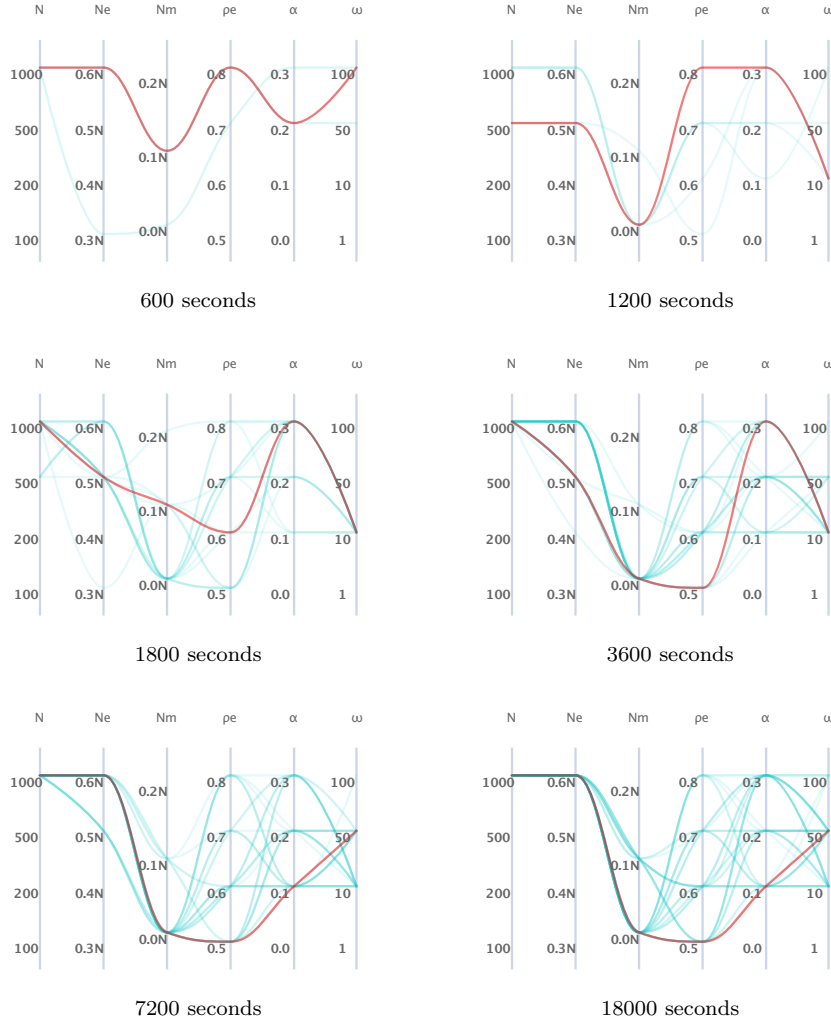 N Ne Nm ρe α ω N Ne Nm ρe α ω
1000 0.6N 0.2N 0.8 0.3 100 1000 0.6N 0.2N 0.8 0.3 100
500 0.5N 0.1N 0.7 0.2 50 500 0.5N 0.1N 0.7 0.2 50
200 0.4N 0.6 0.1 10 200 0.4N 0.6 0.1 10
100 0.3N 0.0N 0.5 0.0 1 100 0.3N 0.0N 0.5 0.0 1
600 seconds 1200 seconds
N Ne Nm ρe α ω N Ne Nm ρe α ω
1000 0.6N 0.2N 0.8 0.3 100 1000 0.6N 0.2N 0.8 0.3 100
500 0.5N 0.1N 0.7 0.2 50 500 0.5N 0.1N 0.7 0.2 50
200 0.4N 0.6 0.1 10 200 0.4N 0.6 0.1 10
100 0.3N 0.0N 0.5 0.0 1 100 0.3N 0.0N 0.5 0.0 1
1800 seconds 3600 seconds
N Ne Nm ρe α ω N Ne Nm ρe α ω
1000 0.6N 0.2N 0.8 0.3 100 1000 0.6N 0.2N 0.8 0.3 100
500 0.5N 0.1N 0.7 0.2 50 500 0.5N 0.1N 0.7 0.2 50
200 0.4N 0.6 0.1 10 200 0.4N 0.6 0.1 10
100 0.3N 0.0N 0.5 0.0 1 100 0.3N 0.0N 0.5 0.0 1
7200 seconds 18000 seconds